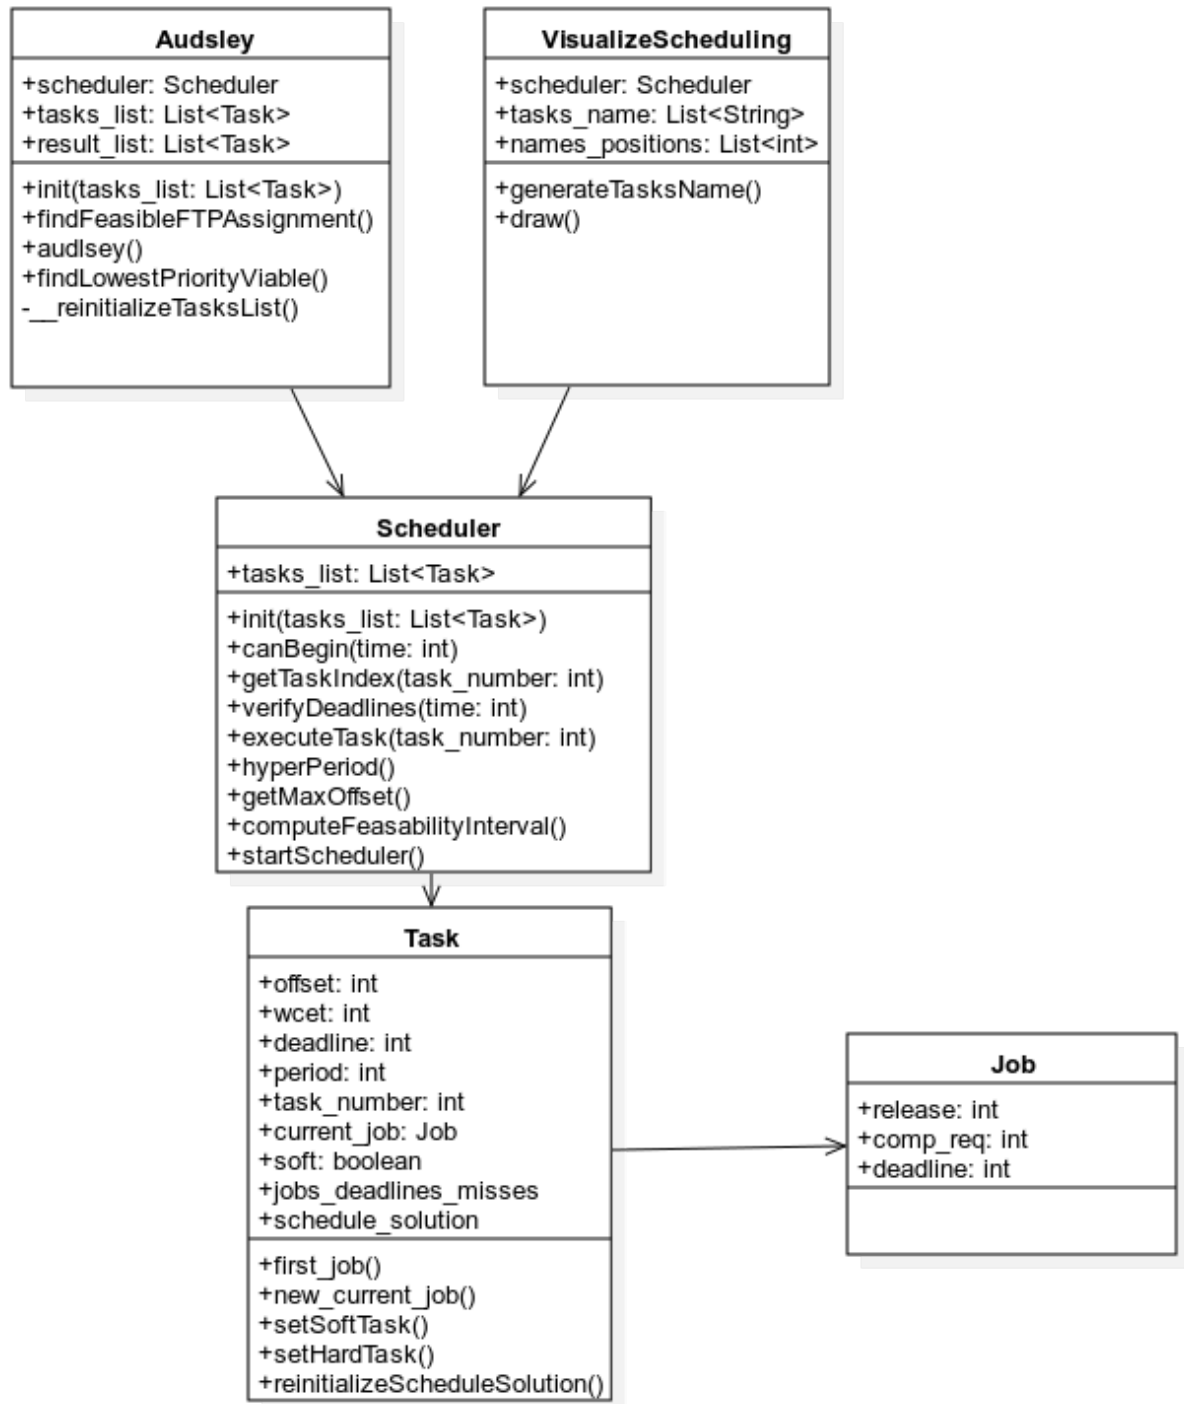 Audsley
+scheduler: Scheduler
+tasks_list: List<Task>
+result_list: List<Task>
+init(tasks_list: List<Task>)
+findFeasibleFTPAssignment()
+audlsey()
+findLowestPriorityViable()
-__reinitializeTasksList()
VisualizeScheduling
+scheduler: Scheduler
+tasks_name: List<String>
+names_positions: List<int>
+generateTasksName()
+draw()
Scheduler
+tasks_list: List<Task>
+init(tasks_list: List<Task>)
+canBegin(time: int)
+getTaskIndex(task_number: int)
+verifyDeadlines(time: int)
+executeTask(task_number: int)
+hyperPeriod()
+getMaxOffset()
+computeFeasabilityInterval()
+startScheduler()
Task
+offset: int
+wcet: int
+deadline: int
+period: int
+task_number: int
+current_job: Job
+soft: boolean
+jobs_deadlines_misses
+schedule_solution
+first_job()
+new_current_job()
+setSoftTask()
+setHardTask()
+reinitializeScheduleSolution()
Job
+release: int
+comp_req: int
+deadline: int